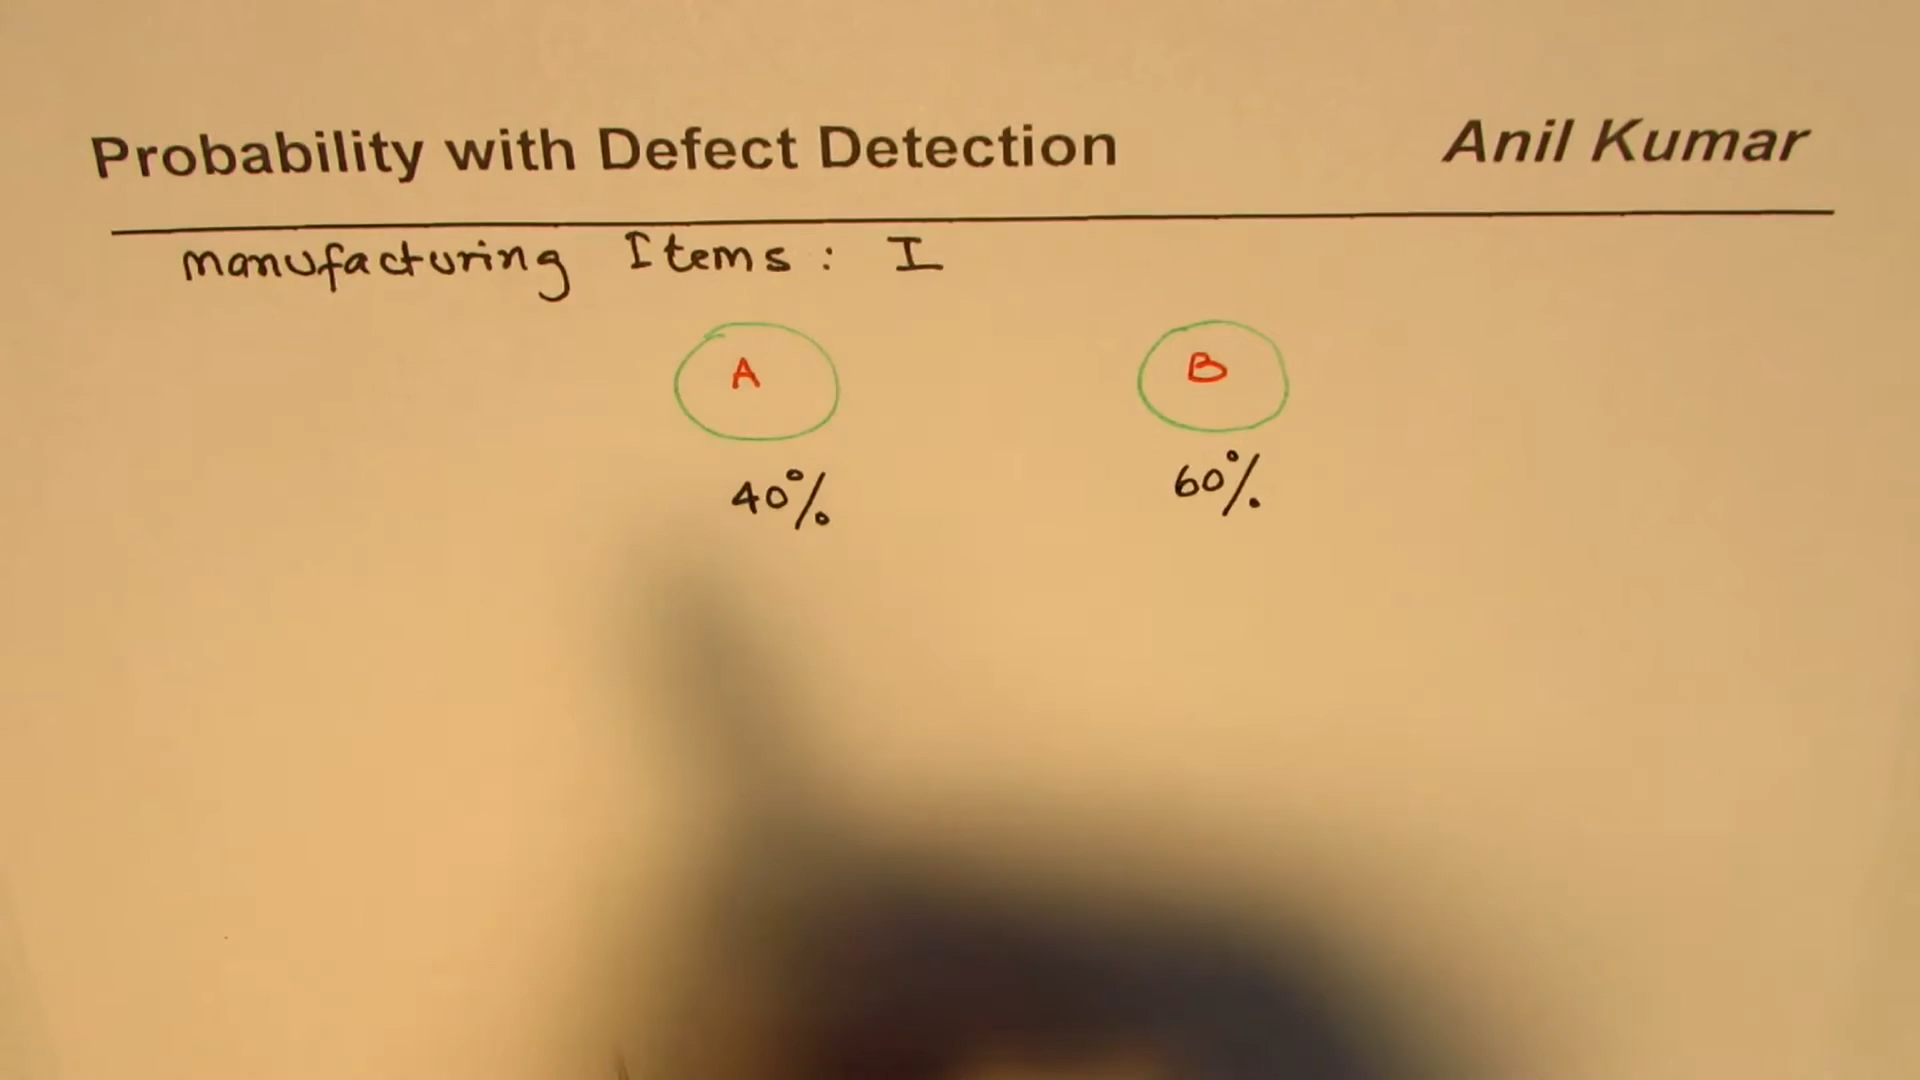 Probability with Defect Detection Anil Kumar
manufacturing Items : I
A B
40% 60%